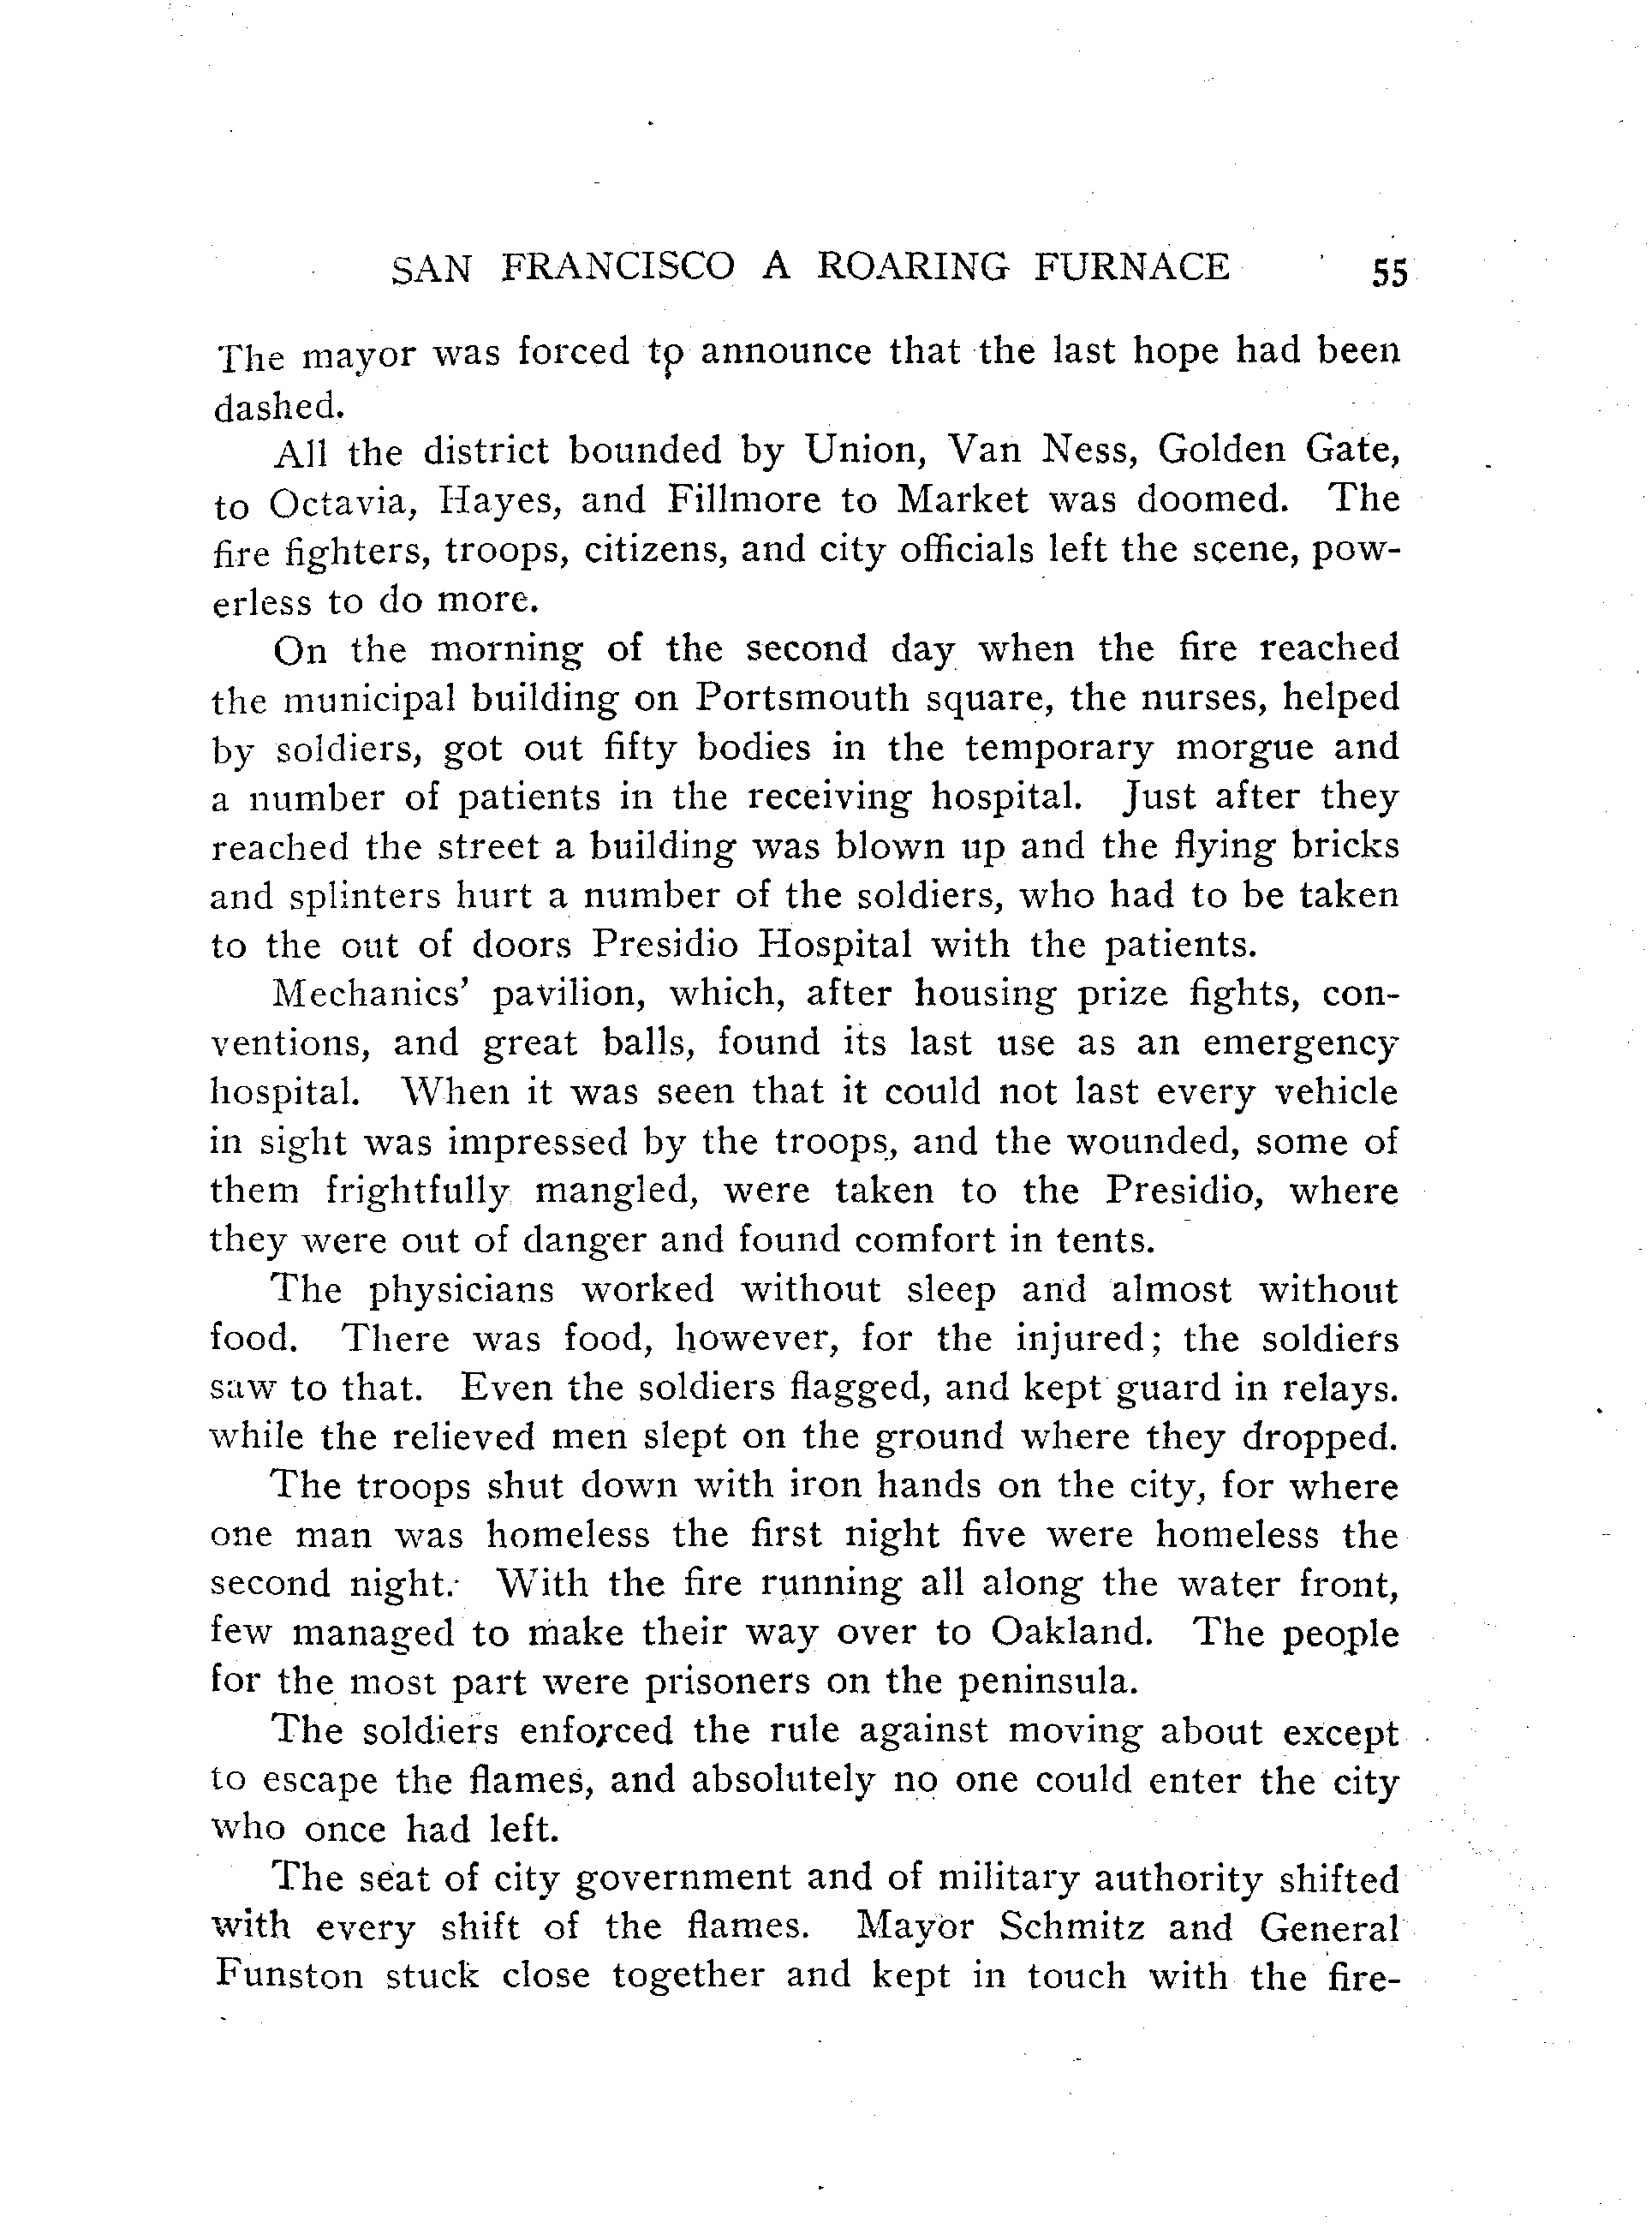 SAN FRANCISCO A ROARING FURNACE 55
The mayor was forced to announce that the last hope had been
dashed.
All the district bounded by Union, Van Ness, Golden Gate,
to Octavia, Hayes, and Fillmore to Market was doomed. The
fire fighters, troops, citizens, and city officials left the scene, pow-
erless to do more.
On the morning of the second day when the fire reached
the municipal building on Portsmouth square, the nurses, helped
by soldiers, got out fifty bodies in the temporary morgue and
a number of patients in the receiving hospital. Just after they
reached the street a building was blown up and the flying bricks
and splinters hurt a number of the soldiers, who had to be taken
to the out of doors Presidio Hospital with the patients.
Mechanics' pavilion, which, after housing prize fights, con-
ventions, and great balls, found its last use as an emergency
hospital. When it was seen that it could not last every vehicle
in sight was impressed by the troops, and the wounded, some of
them frightfully mangled, were taken to the Presidio, where
they were out of danger and found comfort in tents.
The physicians worked without sleep and almost without
food. There was food, however, for the injured; the soldiers
saw to that. Even the soldiers flagged, and kept guard in relays.
while the relieved men slept on the ground where they dropped.
The troops shut down with iron hands on the city, for where
one man was homeless the first night five were homeless the
second night. With the fire running all along the water front,
few managed to make their way over to Oakland. The people
for the most part were prisoners on the peninsula.
The soldiers enforced the rule against moving about except
to escape the flames, and absolutely no one could enter the city
who once had left.
The seat of city government and of military authority shifted
with every shift of the flames. Mayor Schmitz and General
Funston stuck close together and kept in touch with the fire-